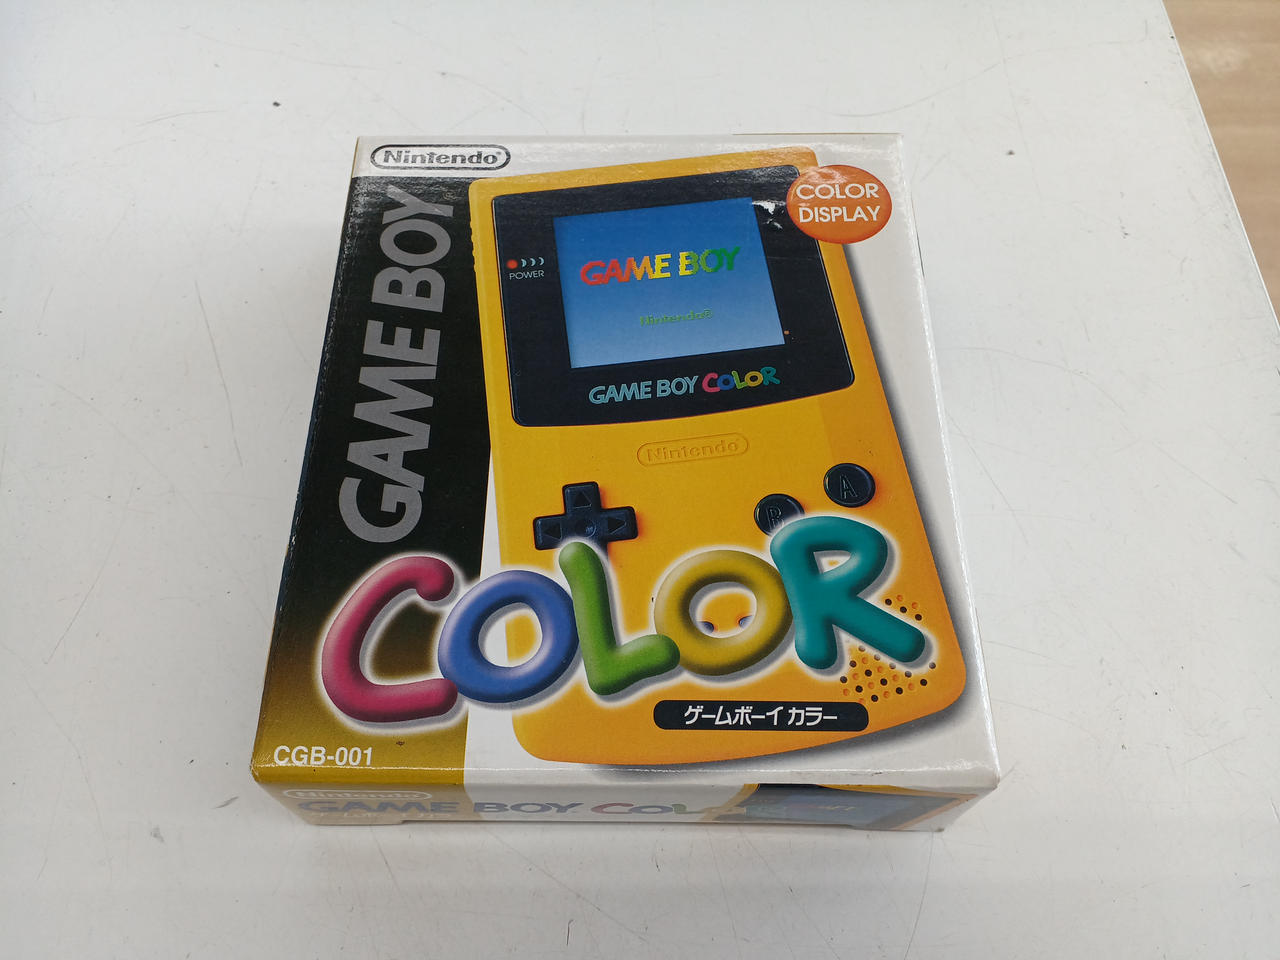 Nintendo®
GAME BOY
COLOR
DISPLAY
POWER
GAME BOY
Nintendo®
GAME BOY COLOR
Nintendo
A
B
COLOR
ゲームボーイカラー
CGB-001
Nintendo
GAME BOY COLOR